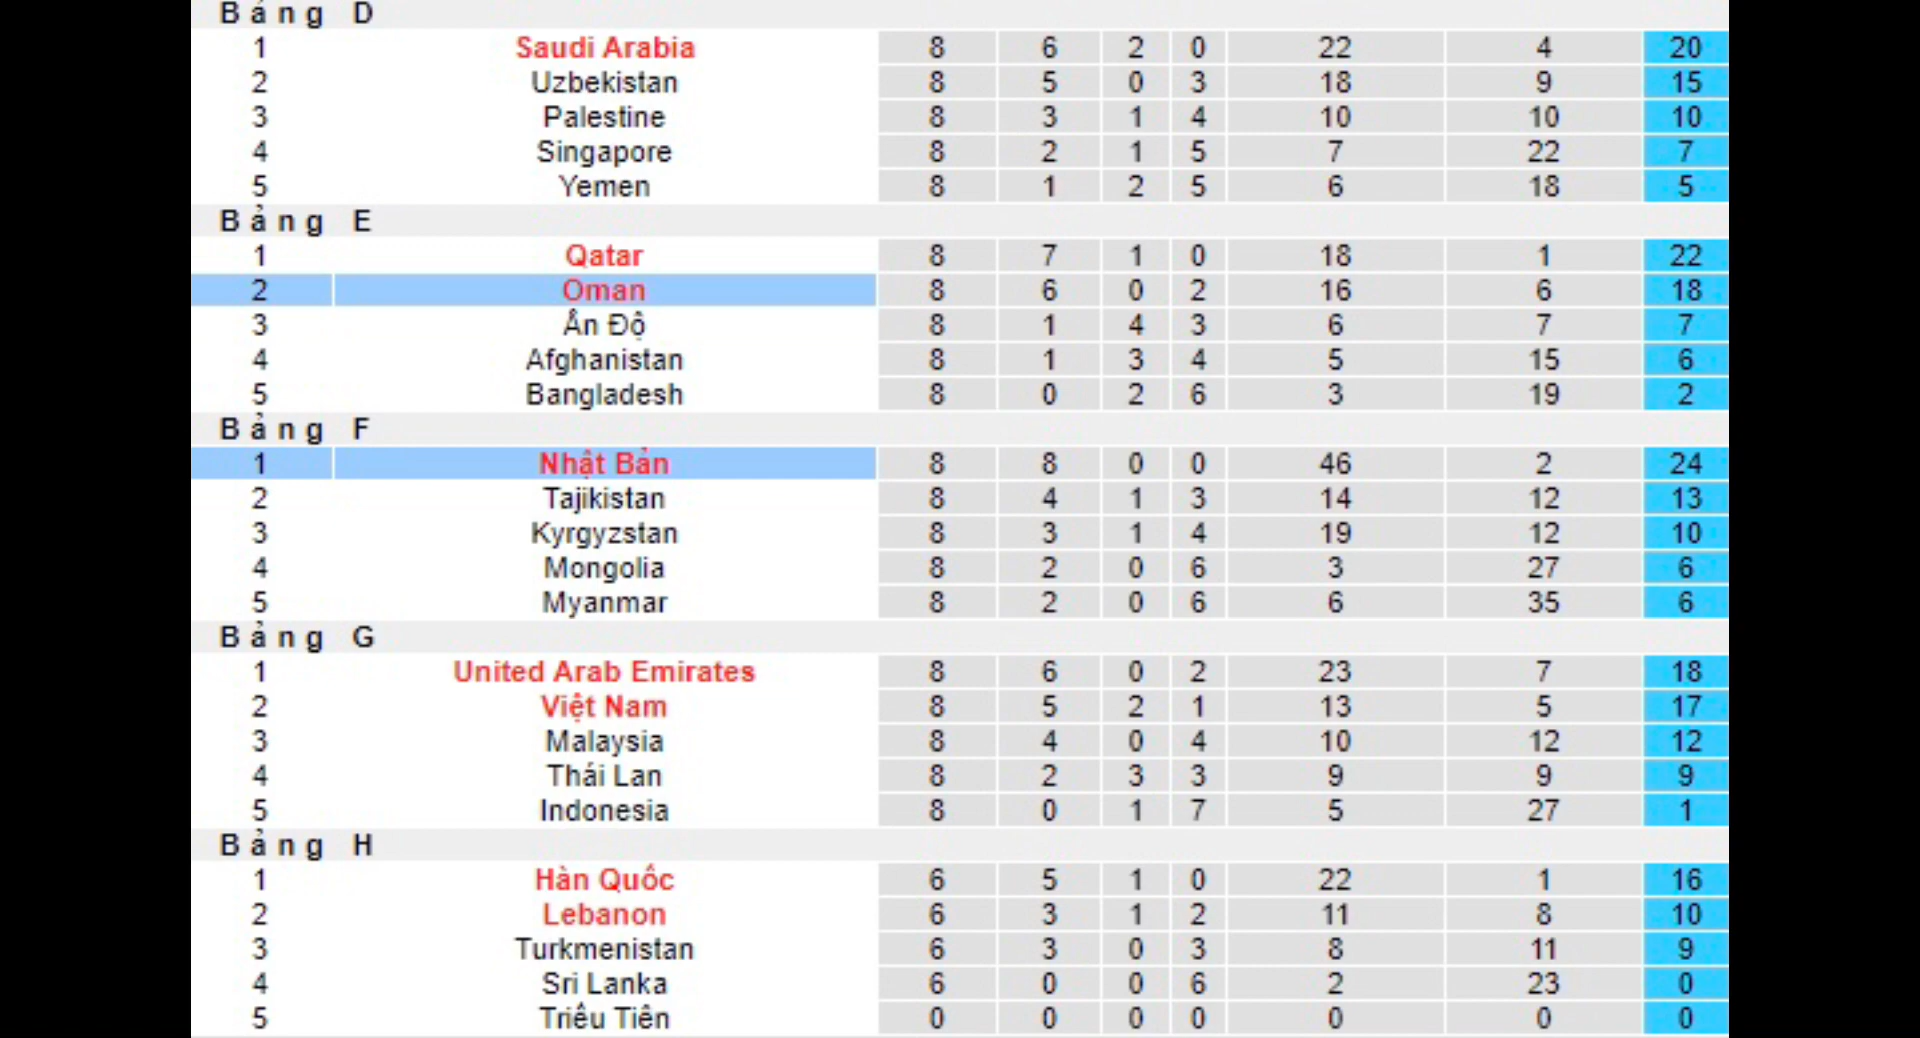 Bảng D
1 Saudi Arabia 8 6 2 0 22 4 20
2 Uzbekistan 8 5 0 3 18 9 15
3 Palestine 8 3 1 4 10 10 10
4 Singapore 8 2 1 5 7 22 7
5 Yemen 8 1 2 5 6 18 5
Bảng E
1 Qatar 8 7 1 0 18 1 22
2 Oman 8 6 0 2 16 6 18
3 Ấn Độ 8 1 4 3 6 7 7
4 Afghanistan 8 1 3 4 5 15 6
5 Bangladesh 8 0 2 6 3 19 2
Bảng F
1 Nhật Bản 8 8 0 0 46 2 24
2 Tajikistan 8 4 1 3 14 12 13
3 Kyrgyzstan 8 3 1 4 19 12 10
4 Mongolia 8 2 0 6 3 27 6
5 Myanmar 8 2 0 6 6 35 6
Bảng G
1 United Arab Emirates 8 6 0 2 23 7 18
2 Việt Nam 8 5 2 1 13 5 17
3 Malaysia 8 4 0 4 10 12 12
4 Thái Lan 8 2 3 3 9 9 9
5 Indonesia 8 0 1 7 5 27 1
Bảng H
1 Hàn Quốc 6 5 1 0 22 1 16
2 Lebanon 6 3 1 2 11 8 10
3 Turkmenistan 6 3 0 3 8 11 9
4 Sri Lanka 6 0 0 6 2 23 0
5 Triều Tiên 0 0 0 0 0 0 0